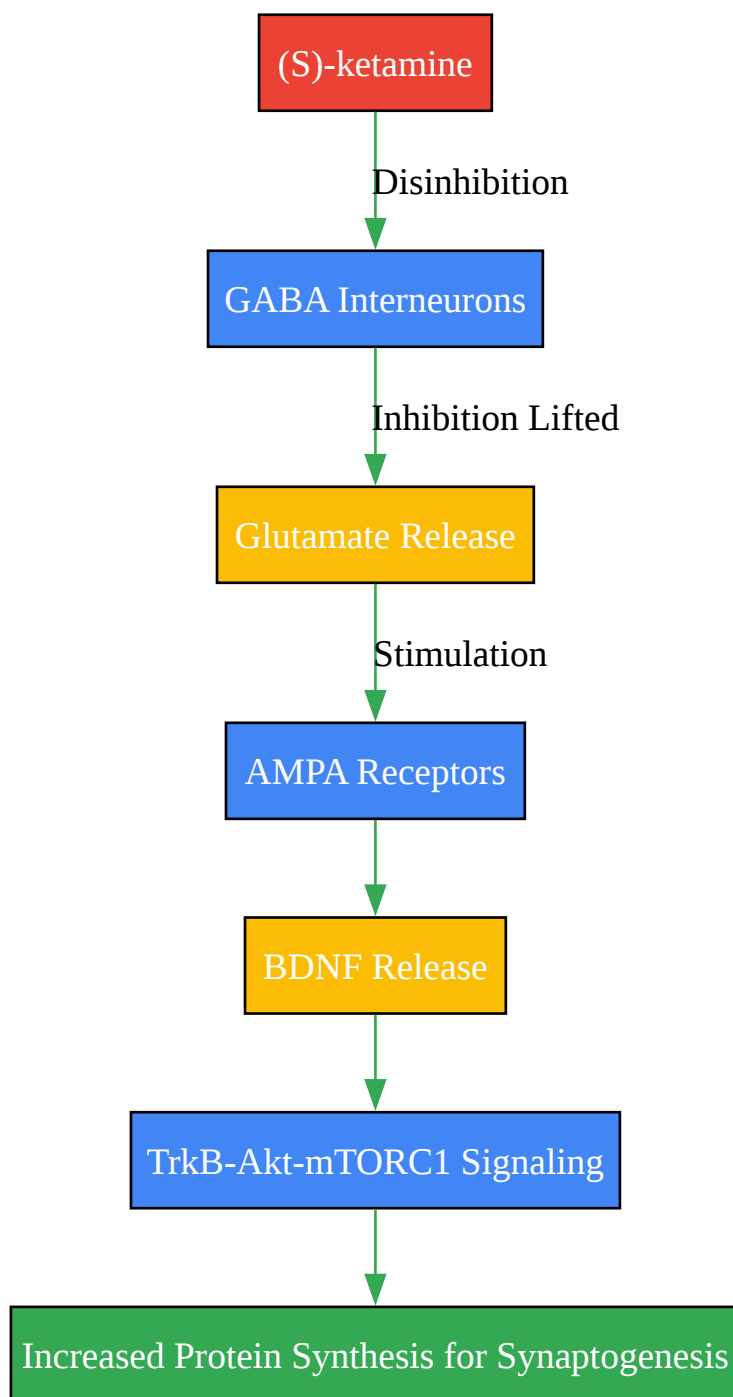 (S)-ketamine
Disinhibition
GABA Interneurons
Inhibition Lifted
Glutamate Release
Stimulation
AMPA Receptors
BDNF Release
TrkB-Akt-mTORC1 Signaling
Increased Protein Synthesis for Synaptogenesis